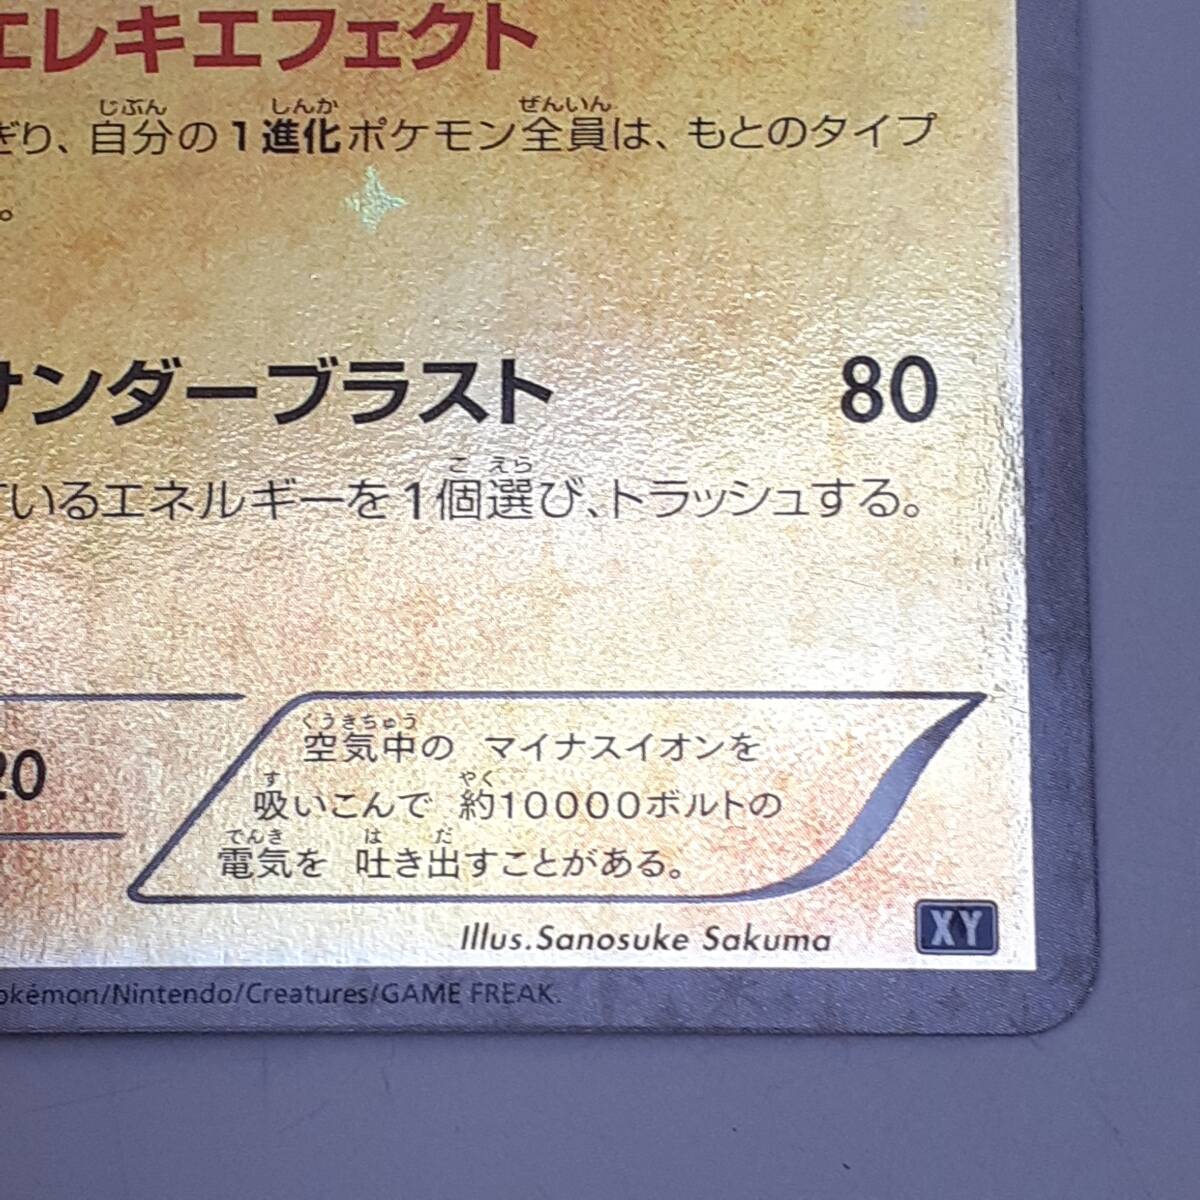 エレキエフェクト
じぶん しんか ぜんいん
ぎり、自分の1進化ポケモン全員は、もとのタイプ
。
サンダーブラスト 80
こ えら
ているエネルギーを1個選び、トラッシュする。
くうきちゅう
空気中の マイナスイオンを
す やく
20 吸いこんで 約10000ボルトの
でんき は だ
電気を 吐き出すことがある。
Illus.Sanosuke Sakuma XY
okémon/Nintendo/Creatures/GAME FREAK.